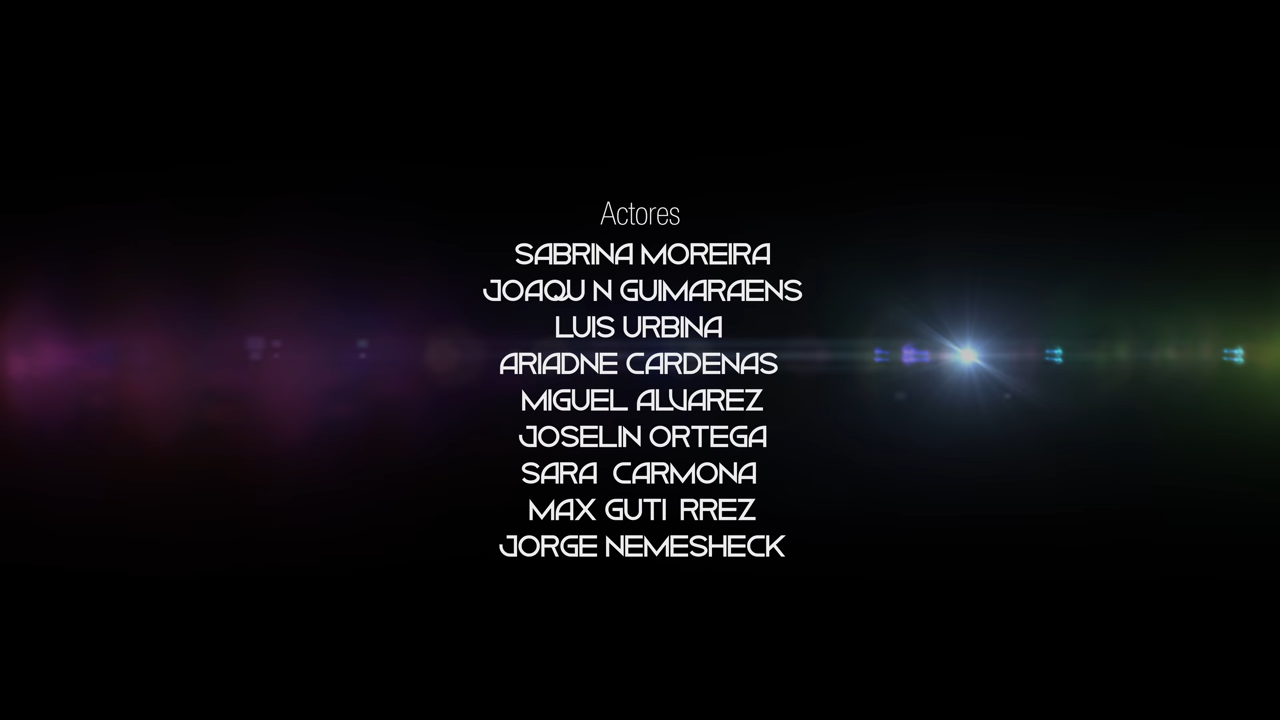 Actores
SABRINA MOREIRA
JOAQU N GUIMARAENS
LUIS URBINA
ARIADNE CARDENAS
MIGUEL ALVAREZ
JOSELIN ORTEGA
SARA CARMONA
MAX GUTI RREZ
JORGE NEMESHECK